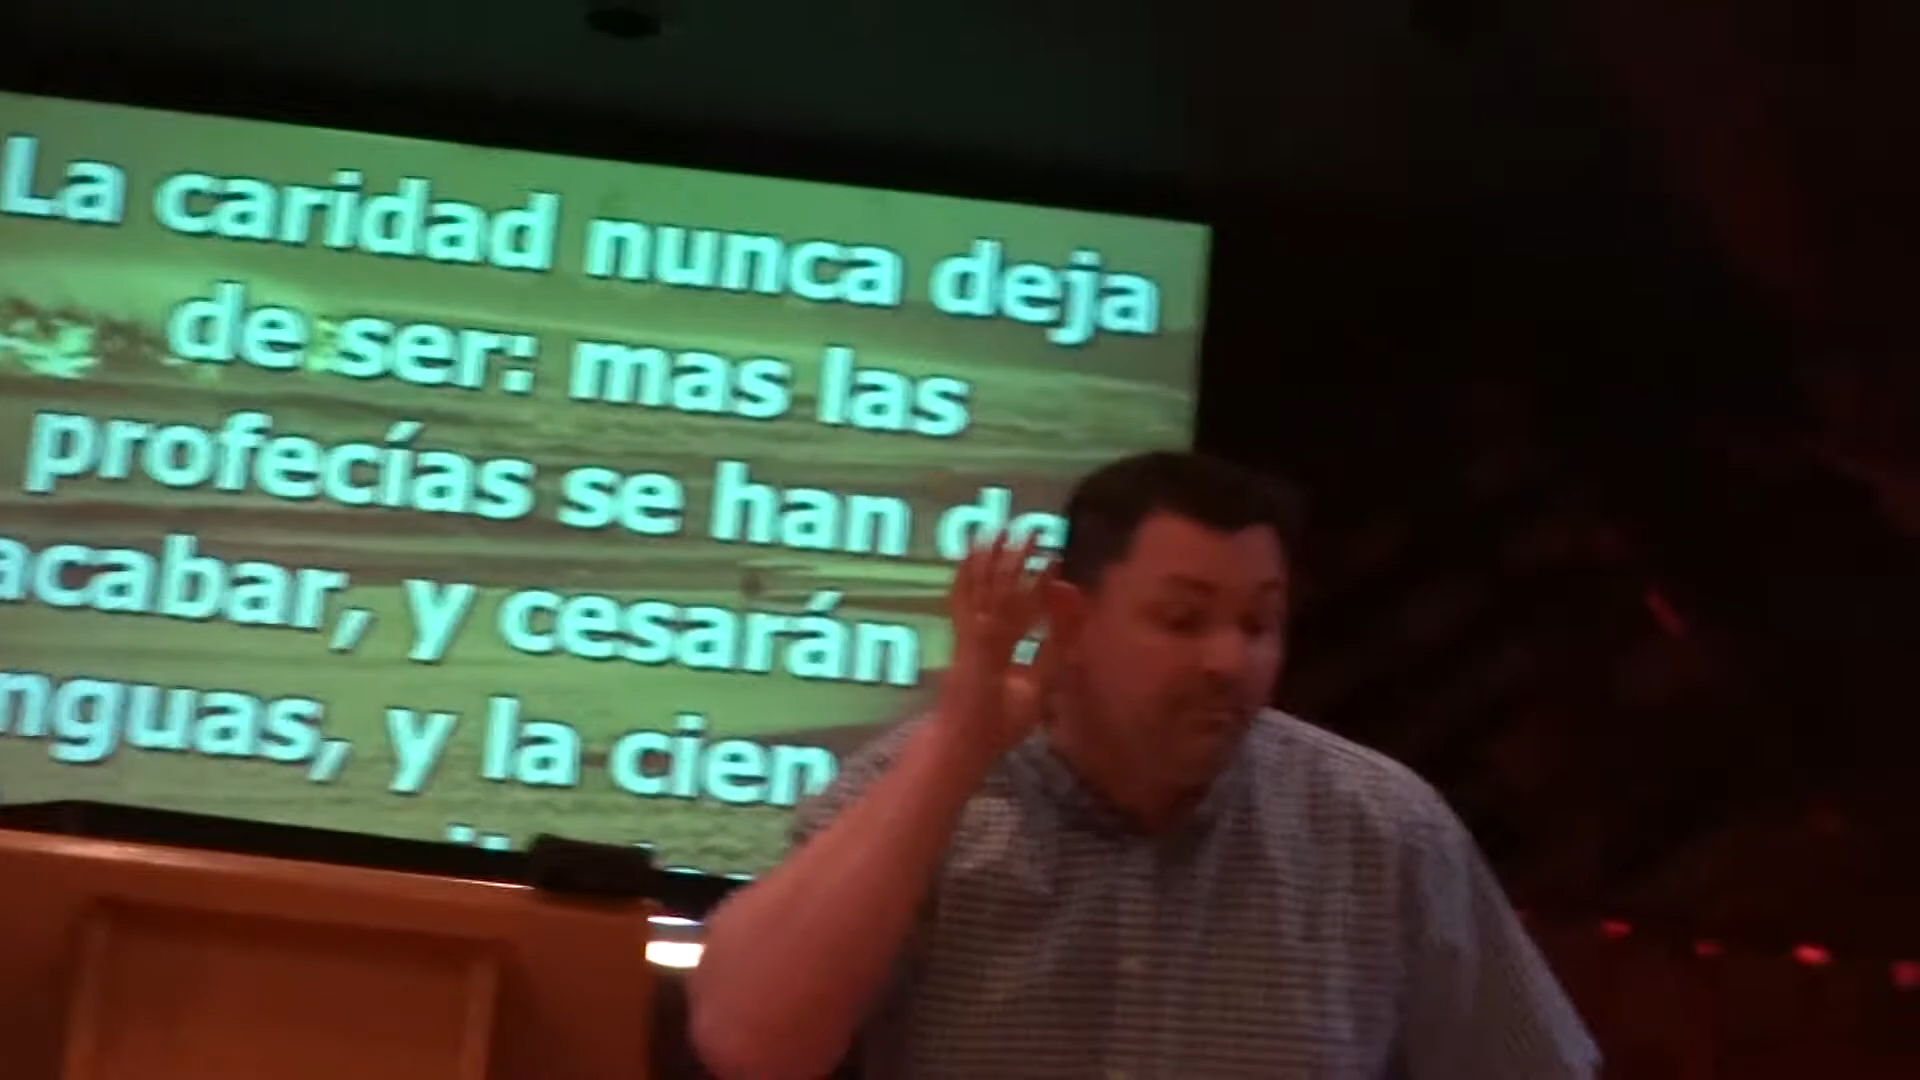 La caridad nunca deja
de ser: mas las
profecías se han de
acabar, y cesarán
nguas, y la cien